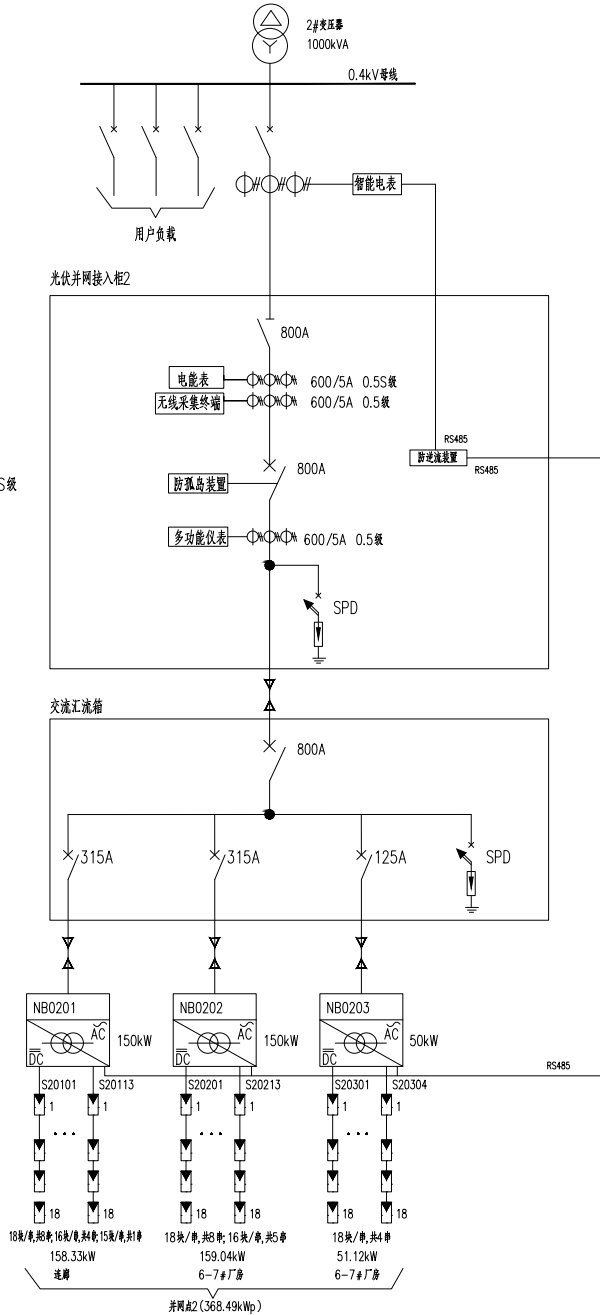 2#变压器
1000kVA
0.4kV母线
智能电表
用户负载
光伏并网接入柜2
800A
电能表
600/5A 0.5S级
无线采集终端
600/5A 0.5级
RS485
防逆流装置
RS485
800A
S级
防孤岛装置
多功能仪表
600/5A 0.5级
SPD
交流汇流箱
800A
315A
315A
125A
SPD
NB0201
NB0202
NB0203
AC
DC
150kW
AC
DC
150kW
AC
DC
50kW
RS485
S20101
S20113
S20201
S20213
S20301
S20304
1
1
1
1
1
1
18
18
18
18
18
18
18块/串,共8串;16块/串,共4串;15块/串,共1串
18块/串,共8串;16块/串,共5串
18块/串,共4串
158.33kW
159.04kW
51.12kW
连廊
6-7#厂房
6-7#厂房
并网点2(368.49kWp)